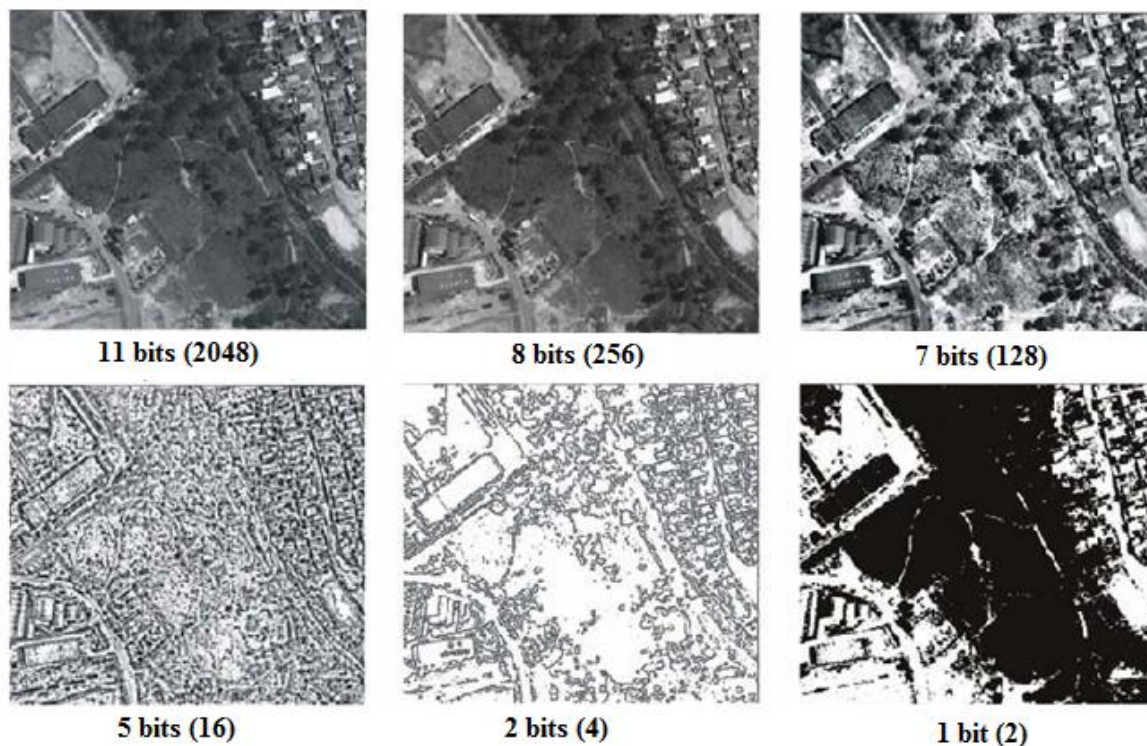 11 bits (2048)
8 bits (256)
7 bits (128)
5 bits (16)
2 bits (4)
1 bit (2)